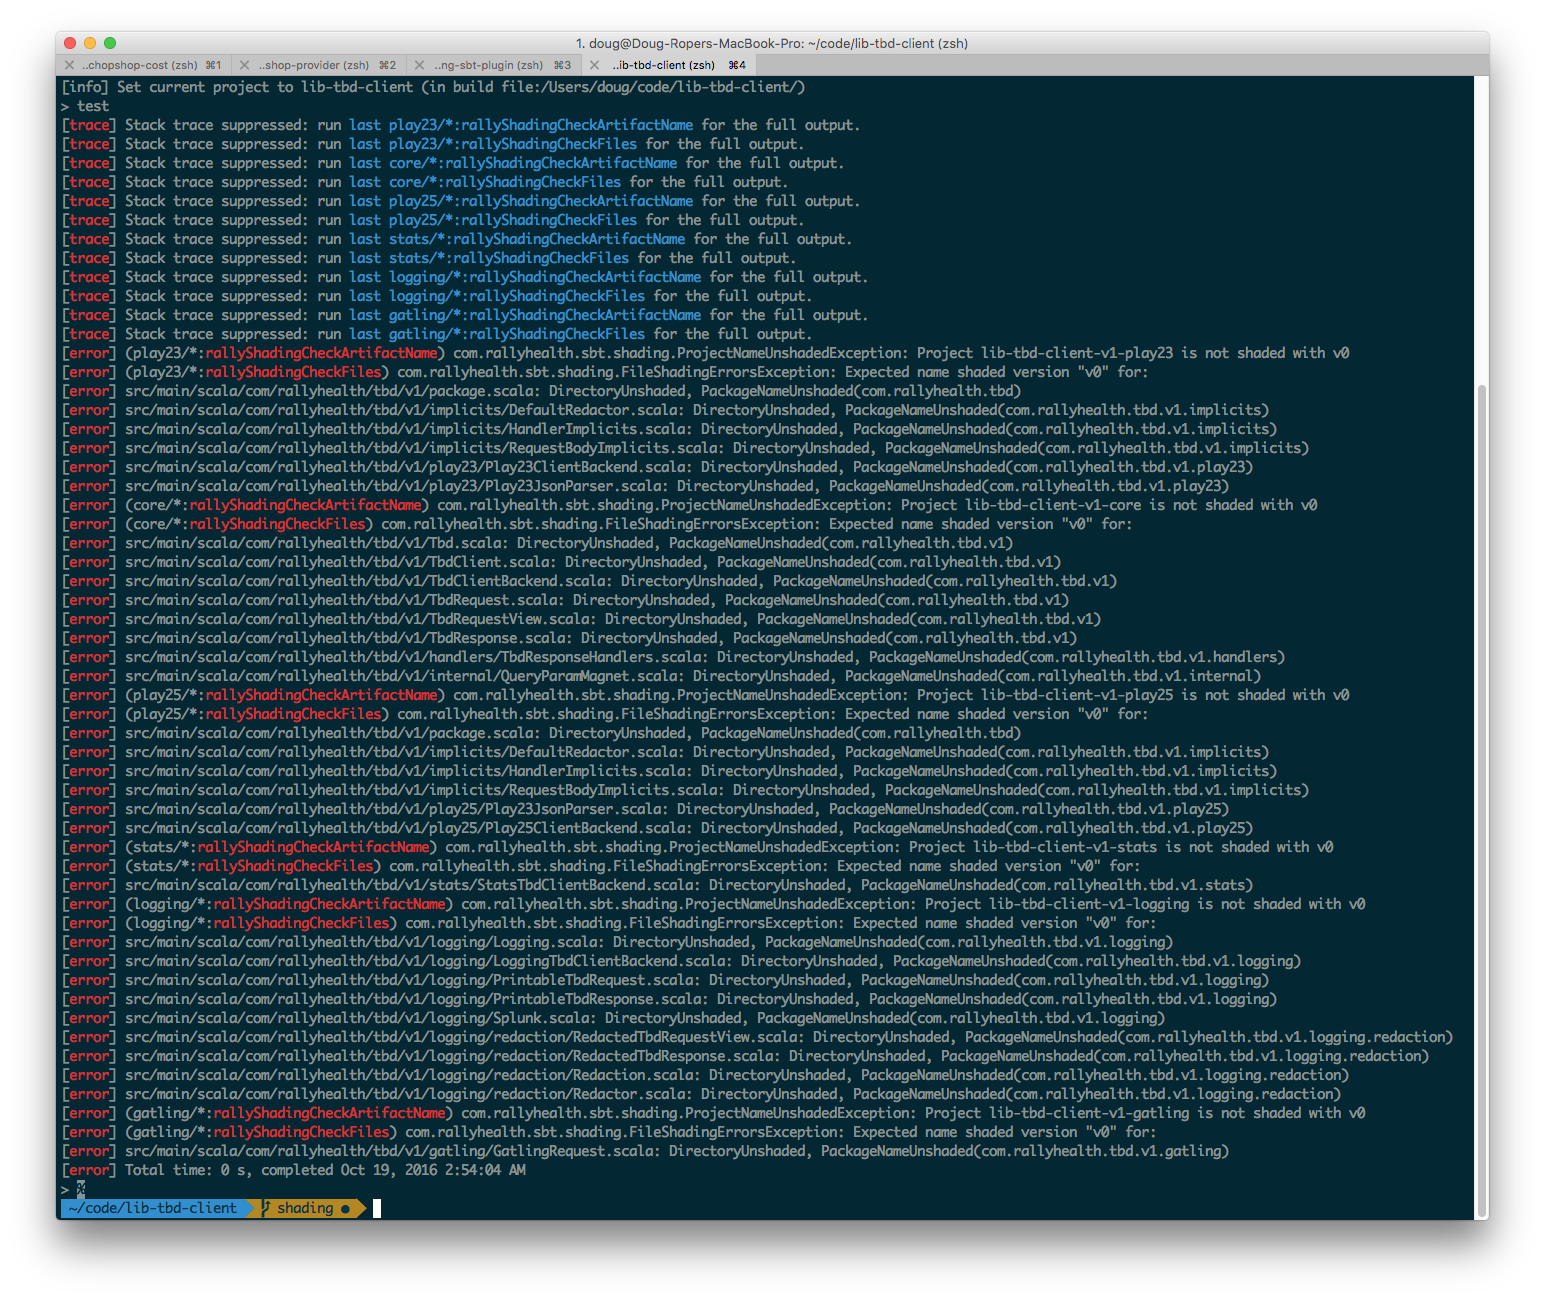 1. doug@Doug-Ropers-MacBook-Pro: ~/code/lib-tbd-client (zsh)
..chopshop-cost (zsh) ⌘1 ..shop-provider (zsh) ⌘2 ..ng-sbt-plugin (zsh) ⌘3 ..ib-tbd-client (zsh) ⌘4
[info] Set current project to lib-tbd-client (in build file:/Users/doug/code/lib-tbd-client/)
> test
[trace] Stack trace suppressed: run last play23/*:rallyShadingCheckArtifactName for the full output.
[trace] Stack trace suppressed: run last play23/*:rallyShadingCheckFiles for the full output.
[trace] Stack trace suppressed: run last core/*:rallyShadingCheckArtifactName for the full output.
[trace] Stack trace suppressed: run last core/*:rallyShadingCheckFiles for the full output.
[trace] Stack trace suppressed: run last play25/*:rallyShadingCheckArtifactName for the full output.
[trace] Stack trace suppressed: run last play25/*:rallyShadingCheckFiles for the full output.
[trace] Stack trace suppressed: run last stats/*:rallyShadingCheckArtifactName for the full output.
[trace] Stack trace suppressed: run last stats/*:rallyShadingCheckFiles for the full output.
[trace] Stack trace suppressed: run last logging/*:rallyShadingCheckArtifactName for the full output.
[trace] Stack trace suppressed: run last logging/*:rallyShadingCheckFiles for the full output.
[trace] Stack trace suppressed: run last gatling/*:rallyShadingCheckArtifactName for the full output.
[trace] Stack trace suppressed: run last gatling/*:rallyShadingCheckFiles for the full output.
[error] (play23/*:rallyShadingCheckArtifactName) com.rallyhealth.sbt.shading.ProjectNameUnshadedException: Project lib-tbd-client-v1-play23 is not shaded with v0
[error] (play23/*:rallyShadingCheckFiles) com.rallyhealth.sbt.shading.FileShadingErrorsException: Expected name shaded version "v0" for:
[error] src/main/scala/com/rallyhealth/tbd/v1/package.scala: DirectoryUnshaded, PackageNameUnshaded(com.rallyhealth.tbd)
[error] src/main/scala/com/rallyhealth/tbd/v1/implicits/DefaultRedactor.scala: DirectoryUnshaded, PackageNameUnshaded(com.rallyhealth.tbd.v1.implicits)
[error] src/main/scala/com/rallyhealth/tbd/v1/implicits/HandlerImplicits.scala: DirectoryUnshaded, PackageNameUnshaded(com.rallyhealth.tbd.v1.implicits)
[error] src/main/scala/com/rallyhealth/tbd/v1/implicits/RequestBodyImplicits.scala: DirectoryUnshaded, PackageNameUnshaded(com.rallyhealth.tbd.v1.implicits)
[error] src/main/scala/com/rallyhealth/tbd/v1/play23/Play23ClientBackend.scala: DirectoryUnshaded, PackageNameUnshaded(com.rallyhealth.tbd.v1.play23)
[error] src/main/scala/com/rallyhealth/tbd/v1/play23/Play23JsonParser.scala: DirectoryUnshaded, PackageNameUnshaded(com.rallyhealth.tbd.v1.play23)
[error] (core/*:rallyShadingCheckArtifactName) com.rallyhealth.sbt.shading.ProjectNameUnshadedException: Project lib-tbd-client-v1-core is not shaded with v0
[error] (core/*:rallyShadingCheckFiles) com.rallyhealth.sbt.shading.FileShadingErrorsException: Expected name shaded version "v0" for:
[error] src/main/scala/com/rallyhealth/tbd/v1/Tbd.scala: DirectoryUnshaded, PackageNameUnshaded(com.rallyhealth.tbd.v1)
[error] src/main/scala/com/rallyhealth/tbd/v1/TbdClient.scala: DirectoryUnshaded, PackageNameUnshaded(com.rallyhealth.tbd.v1)
[error] src/main/scala/com/rallyhealth/tbd/v1/TbdClientBackend.scala: DirectoryUnshaded, PackageNameUnshaded(com.rallyhealth.tbd.v1)
[error] src/main/scala/com/rallyhealth/tbd/v1/TbdRequest.scala: DirectoryUnshaded, PackageNameUnshaded(com.rallyhealth.tbd.v1)
[error] src/main/scala/com/rallyhealth/tbd/v1/TbdRequestView.scala: DirectoryUnshaded, PackageNameUnshaded(com.rallyhealth.tbd.v1)
[error] src/main/scala/com/rallyhealth/tbd/v1/TbdResponse.scala: DirectoryUnshaded, PackageNameUnshaded(com.rallyhealth.tbd.v1)
[error] src/main/scala/com/rallyhealth/tbd/v1/handlers/TbdResponseHandlers.scala: DirectoryUnshaded, PackageNameUnshaded(com.rallyhealth.tbd.v1.handlers)
[error] src/main/scala/com/rallyhealth/tbd/v1/internal/QueryParamMagnet.scala: DirectoryUnshaded, PackageNameUnshaded(com.rallyhealth.tbd.v1.internal)
[error] (play25/*:rallyShadingCheckArtifactName) com.rallyhealth.sbt.shading.ProjectNameUnshadedException: Project lib-tbd-client-v1-play25 is not shaded with v0
[error] (play25/*:rallyShadingCheckFiles) com.rallyhealth.sbt.shading.FileShadingErrorsException: Expected name shaded version "v0" for:
[error] src/main/scala/com/rallyhealth/tbd/v1/package.scala: DirectoryUnshaded, PackageNameUnshaded(com.rallyhealth.tbd)
[error] src/main/scala/com/rallyhealth/tbd/v1/implicits/DefaultRedactor.scala: DirectoryUnshaded, PackageNameUnshaded(com.rallyhealth.tbd.v1.implicits)
[error] src/main/scala/com/rallyhealth/tbd/v1/implicits/HandlerImplicits.scala: DirectoryUnshaded, PackageNameUnshaded(com.rallyhealth.tbd.v1.implicits)
[error] src/main/scala/com/rallyhealth/tbd/v1/implicits/RequestBodyImplicits.scala: DirectoryUnshaded, PackageNameUnshaded(com.rallyhealth.tbd.v1.implicits)
[error] src/main/scala/com/rallyhealth/tbd/v1/play25/Play23JsonParser.scala: DirectoryUnshaded, PackageNameUnshaded(com.rallyhealth.tbd.v1.play25)
[error] src/main/scala/com/rallyhealth/tbd/v1/play25/Play25ClientBackend.scala: DirectoryUnshaded, PackageNameUnshaded(com.rallyhealth.tbd.v1.play25)
[error] (stats/*:rallyShadingCheckArtifactName) com.rallyhealth.sbt.shading.ProjectNameUnshadedException: Project lib-tbd-client-v1-stats is not shaded with v0
[error] (stats/*:rallyShadingCheckFiles) com.rallyhealth.sbt.shading.FileShadingErrorsException: Expected name shaded version "v0" for:
[error] src/main/scala/com/rallyhealth/tbd/v1/stats/StatsTbdClientBackend.scala: DirectoryUnshaded, PackageNameUnshaded(com.rallyhealth.tbd.v1.stats)
[error] (logging/*:rallyShadingCheckArtifactName) com.rallyhealth.sbt.shading.ProjectNameUnshadedException: Project lib-tbd-client-v1-logging is not shaded with v0
[error] (logging/*:rallyShadingCheckFiles) com.rallyhealth.sbt.shading.FileShadingErrorsException: Expected name shaded version "v0" for:
[error] src/main/scala/com/rallyhealth/tbd/v1/logging/Logging.scala: DirectoryUnshaded, PackageNameUnshaded(com.rallyhealth.tbd.v1.logging)
[error] src/main/scala/com/rallyhealth/tbd/v1/logging/LoggingTbdClientBackend.scala: DirectoryUnshaded, PackageNameUnshaded(com.rallyhealth.tbd.v1.logging)
[error] src/main/scala/com/rallyhealth/tbd/v1/logging/PrintableTbdRequest.scala: DirectoryUnshaded, PackageNameUnshaded(com.rallyhealth.tbd.v1.logging)
[error] src/main/scala/com/rallyhealth/tbd/v1/logging/PrintableTbdResponse.scala: DirectoryUnshaded, PackageNameUnshaded(com.rallyhealth.tbd.v1.logging)
[error] src/main/scala/com/rallyhealth/tbd/v1/logging/Splunk.scala: DirectoryUnshaded, PackageNameUnshaded(com.rallyhealth.tbd.v1.logging)
[error] src/main/scala/com/rallyhealth/tbd/v1/logging/redaction/RedactedTbdRequestView.scala: DirectoryUnshaded, PackageNameUnshaded(com.rallyhealth.tbd.v1.logging.redaction)
[error] src/main/scala/com/rallyhealth/tbd/v1/logging/redaction/RedactedTbdResponse.scala: DirectoryUnshaded, PackageNameUnshaded(com.rallyhealth.tbd.v1.logging.redaction)
[error] src/main/scala/com/rallyhealth/tbd/v1/logging/redaction/Redaction.scala: DirectoryUnshaded, PackageNameUnshaded(com.rallyhealth.tbd.v1.logging.redaction)
[error] src/main/scala/com/rallyhealth/tbd/v1/logging/redaction/Redactor.scala: DirectoryUnshaded, PackageNameUnshaded(com.rallyhealth.tbd.v1.logging.redaction)
[error] (gatling/*:rallyShadingCheckArtifactName) com.rallyhealth.sbt.shading.ProjectNameUnshadedException: Project lib-tbd-client-v1-gatling is not shaded with v0
[error] (gatling/*:rallyShadingCheckFiles) com.rallyhealth.sbt.shading.FileShadingErrorsException: Expected name shaded version "v0" for:
[error] src/main/scala/com/rallyhealth/tbd/v1/gatling/GatlingRequest.scala: DirectoryUnshaded, PackageNameUnshaded(com.rallyhealth.tbd.v1.gatling)
[error] Total time: 0 s, completed Oct 19, 2016 2:54:04 AM
> %
~/code/lib-tbd-client shading ●